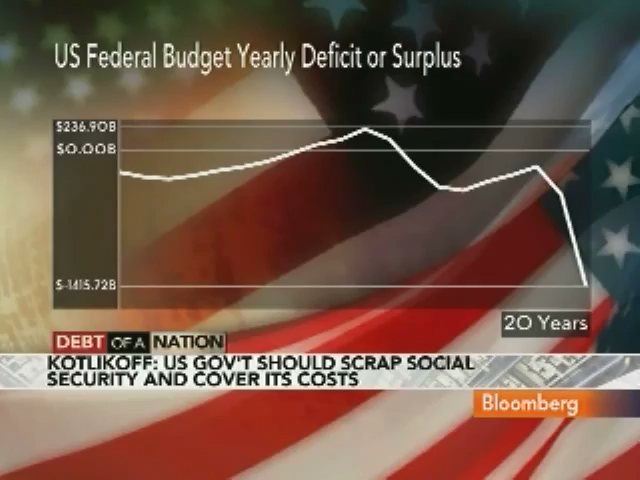 US Federal Budget Yearly Deficit or Surplus
$236.90B
$0.00B
$-1415.72B
20 Years
DEBT OF A NATION
KOTLIKOFF: US GOV'T SHOULD SCRAP SOCIAL
SECURITY AND COVER ITS COSTS
Bloomberg